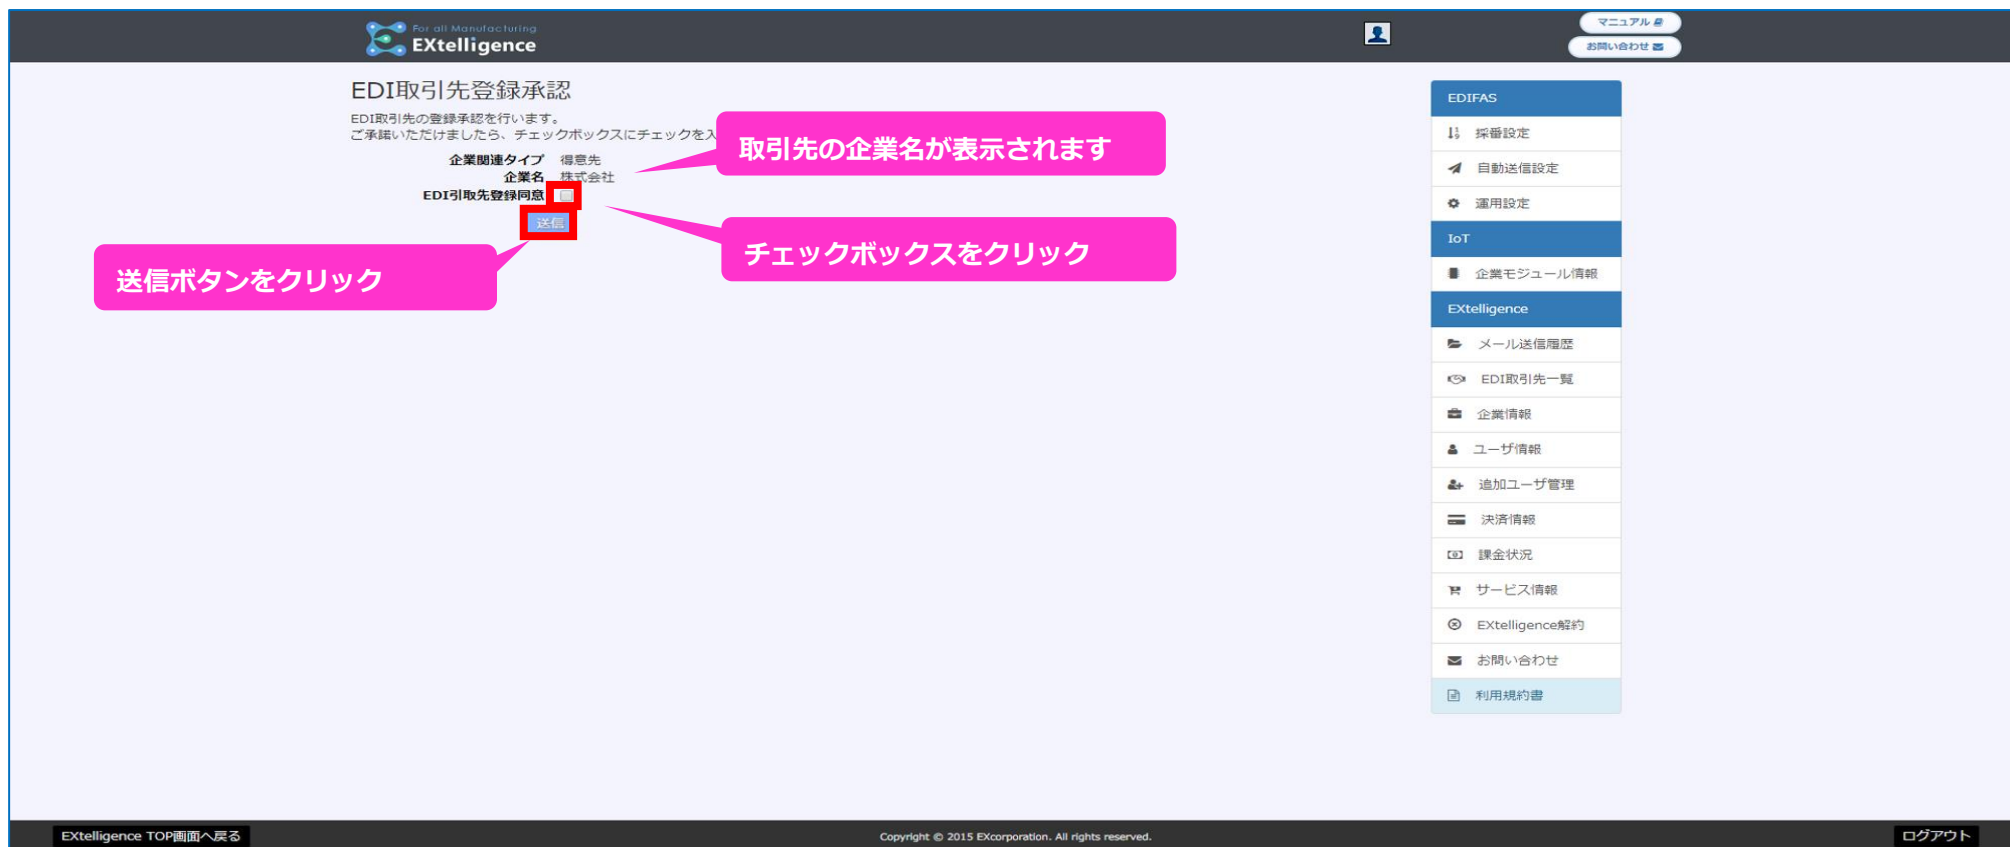 For all Manufacturing
EXtelligence
マニュアル
お問い合わせ
EDI取引先登録承認
EDI取引先の登録承認を行います。
ご承諾いただけましたら、チェックボックスにチェックを入
企業関連タイプ 得意先
企業名 株式会社
EDI引取先登録同意
送信
取引先の企業名が表示されます
チェックボックスをクリック
送信ボタンをクリック
EDIFAS
採番設定
自動送信設定
運用設定
IoT
企業モジュール情報
EXtelligence
メール送信履歴
EDI取引先一覧
企業情報
ユーザ情報
追加ユーザ管理
決済情報
課金状況
サービス情報
EXtelligence解約
お問い合わせ
利用規約書
EXtelligence TOP画面へ戻る
Copyright © 2015 EXcorporation. All rights reserved.
ログアウト